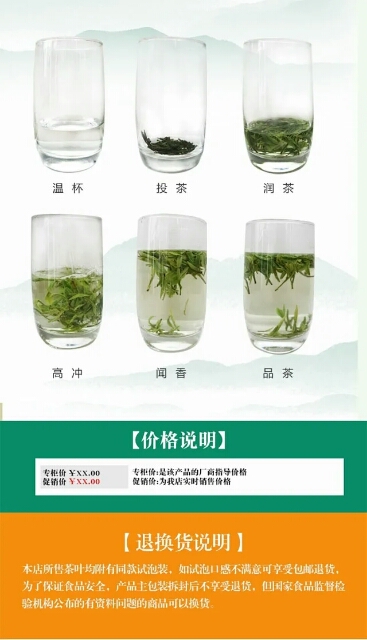 温杯 投茶 润茶
高冲 闻香 品茶
【价格说明】
专柜价 ¥XX.00 专柜价:是该产品的厂商指导价格
促销价 ¥XX.00 促销价:为我店实时销售价格
【 退换货说明 】
本店所售茶叶均附有同款试泡装，如试泡口感不满意可享受包邮退货，
为了保证食品安全，产品主包装拆封后不享受退货，但国家食品监督检
验机构公布的有资料问题的商品可以换货.